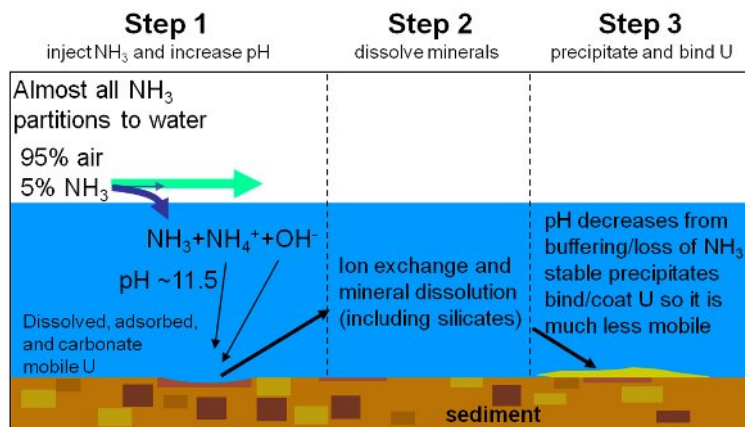 Step 1
inject NH₃ and increase pH
Step 2
dissolve minerals
Step 3
precipitate and bind U
Almost all NH₃
partitions to water
95% air
5% NH₃
NH₃+NH₄⁺+OH⁻
pH ~11.5
Dissolved, adsorbed,
and carbonate
mobile U
Ion exchange and
mineral dissolution
(including silicates)
pH decreases from
buffering/loss of NH₃
stable precipitates
bind/coat U so it is
much less mobile
sediment